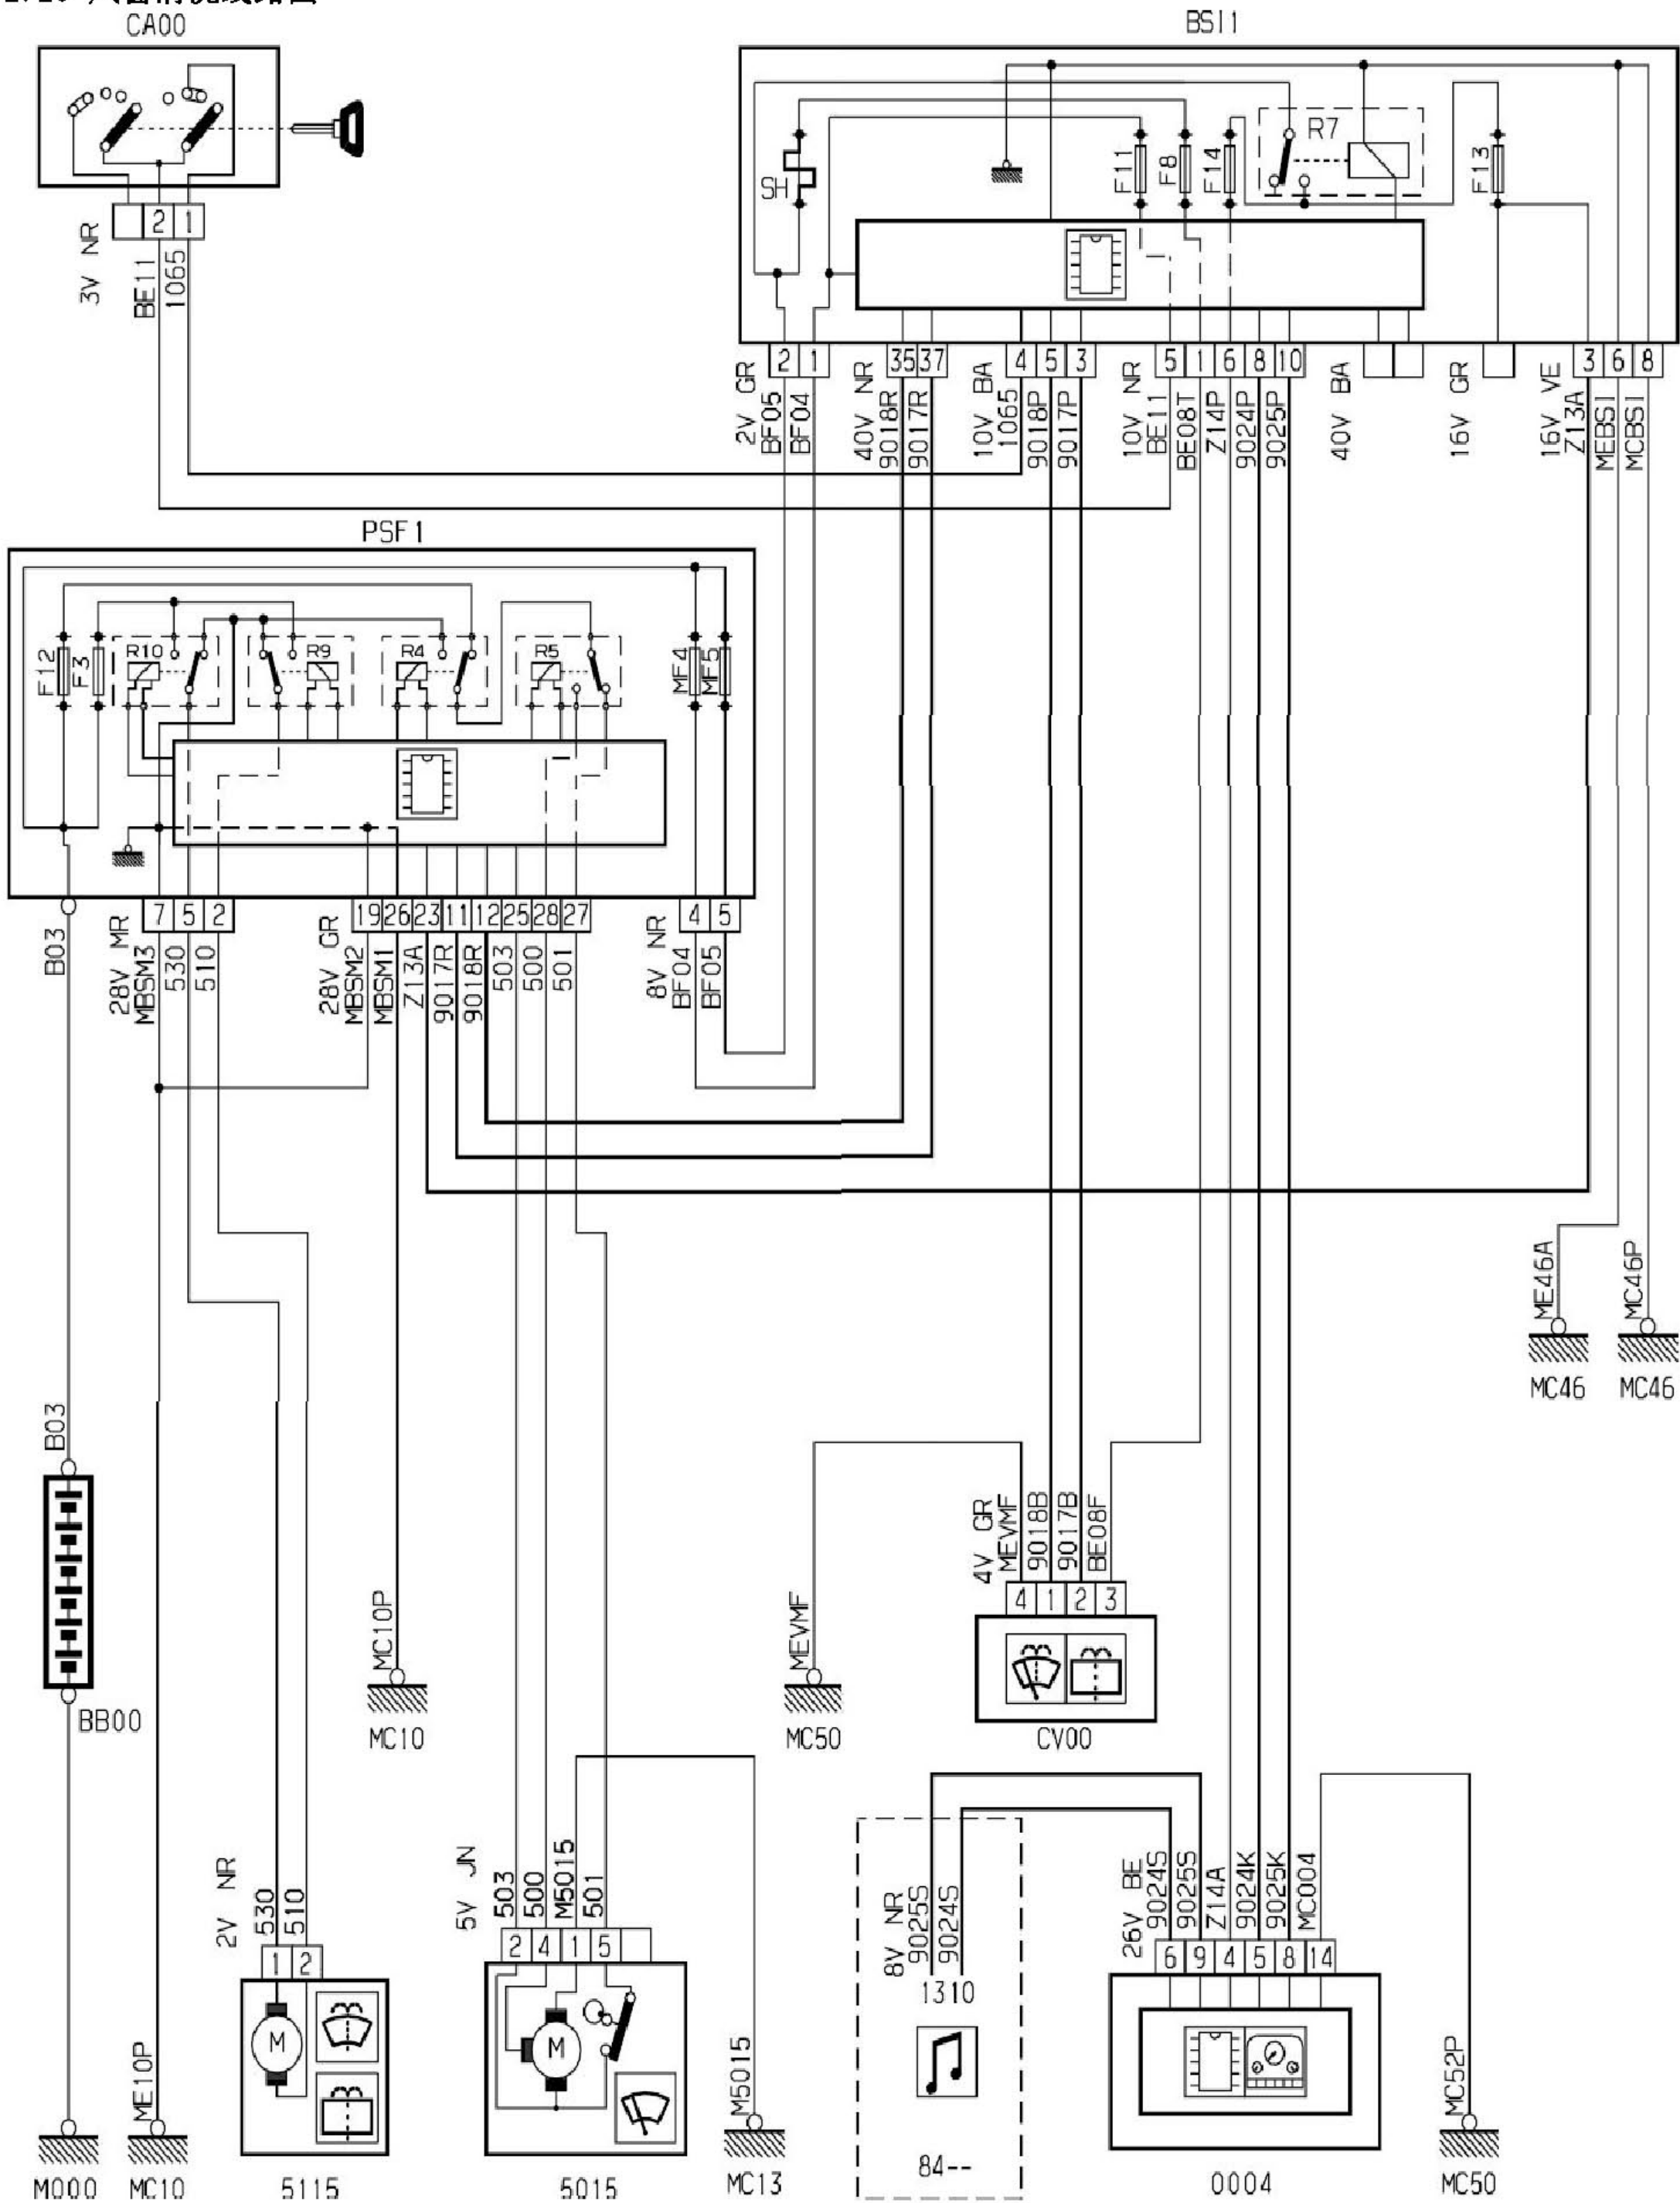 CA00
BSI1
R7
SH
F11
F8
F14
F13
2 1
3V NR
BE11
1065
2 1 35 37 4 5 3 5 1 6 8 10 3 6 8
2V GR
BF05
BF04
40V NR
9018R
9017R
10V BA
1065
9018P
9017P
10V NR
BE11
BE08T
Z14P
9024P
9025P
40V BA
16V GR
16V VE
Z13A
MEBSI
MCBSI
PSF1
F12
F3
R10
R9
R4
R5
MF4
MF5
7 5 2 19 26 23 11 12 25 28 27 4 5
B03
28V MR
MBSM3
530
510
28V GR
MBSM2
MBSM1
Z13A
9017R
9018R
503
500
501
8V NR
BF04
BF05
ME46A
MC46P
MC46 MC46
B03
BB00
MC10P
MC10
MEVMF
MC50
4V GR
MEVMF
9018B
9017B
BE08F
4 1 2 3
CV00
2V NR
530
510
1 2
M
5115
5V JN
503
500
M5015
501
2 4 1 5
M
5015
M5015
MC13
8V NR
9025S
9024S
1310
84--
26V BE
9024S
9025S
Z14A
9024K
9025K
MC004
6 9 4 5 8 14
0004
MC52P
MC50
ME10P
M000 MC10